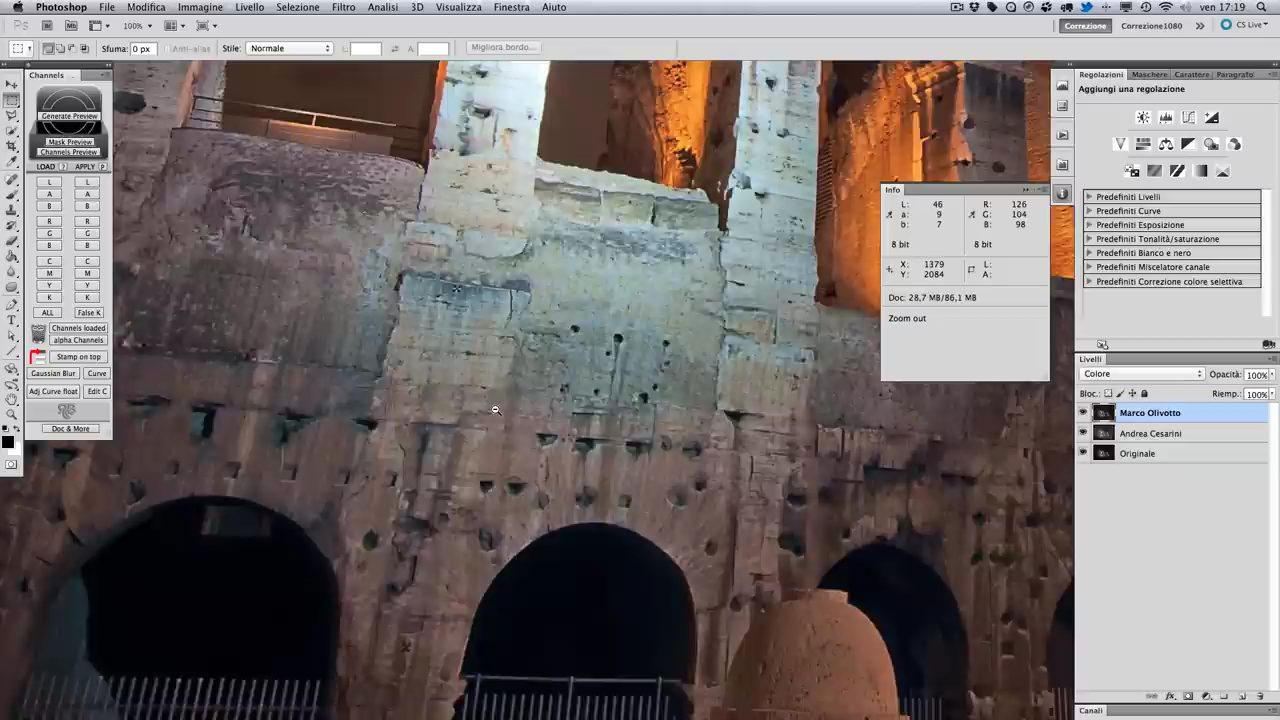 Photoshop File Modifica Immagine Livello Selezione Filtro Analisi 3D Visualizza Finestra Aiuto ven 17:19
Ps Br Mb 100% Correzione Correzione1080 CS Live
Sfuma: 0 px Anti-alias Stile: Normale L: A: Migliora bordo...
Channels
Generate Preview
Mask Preview
Channels Preview
LOAD ? APPLY P
L L
A A
B B
R R
G G
B B
C C
M M
Y Y
K K
ALL False K
Channels loaded
alpha Channels
Stamp on top
Gaussian Blur Curve
Adj Curve float Edit C
Doc & More
Info
L: 46 R: 126
a: 9 G: 104
b: 7 B: 98
8 bit 8 bit
X: 1379 L:
Y: 2084 A:
Doc: 28,7 MB/86,1 MB
Zoom out
Regolazioni Maschere Carattere Paragrafo
Aggiungi una regolazione
Predefiniti Livelli
Predefiniti Curve
Predefiniti Esposizione
Predefiniti Tonalità/saturazione
Predefiniti Bianco e nero
Predefiniti Miscelatore canale
Predefiniti Correzione colore selettiva
Livelli
Colore Opacità: 100%
Bloc.: Riemp.: 100%
Marco Olivotto
Andrea Cesarini
Originale
fx
Canali